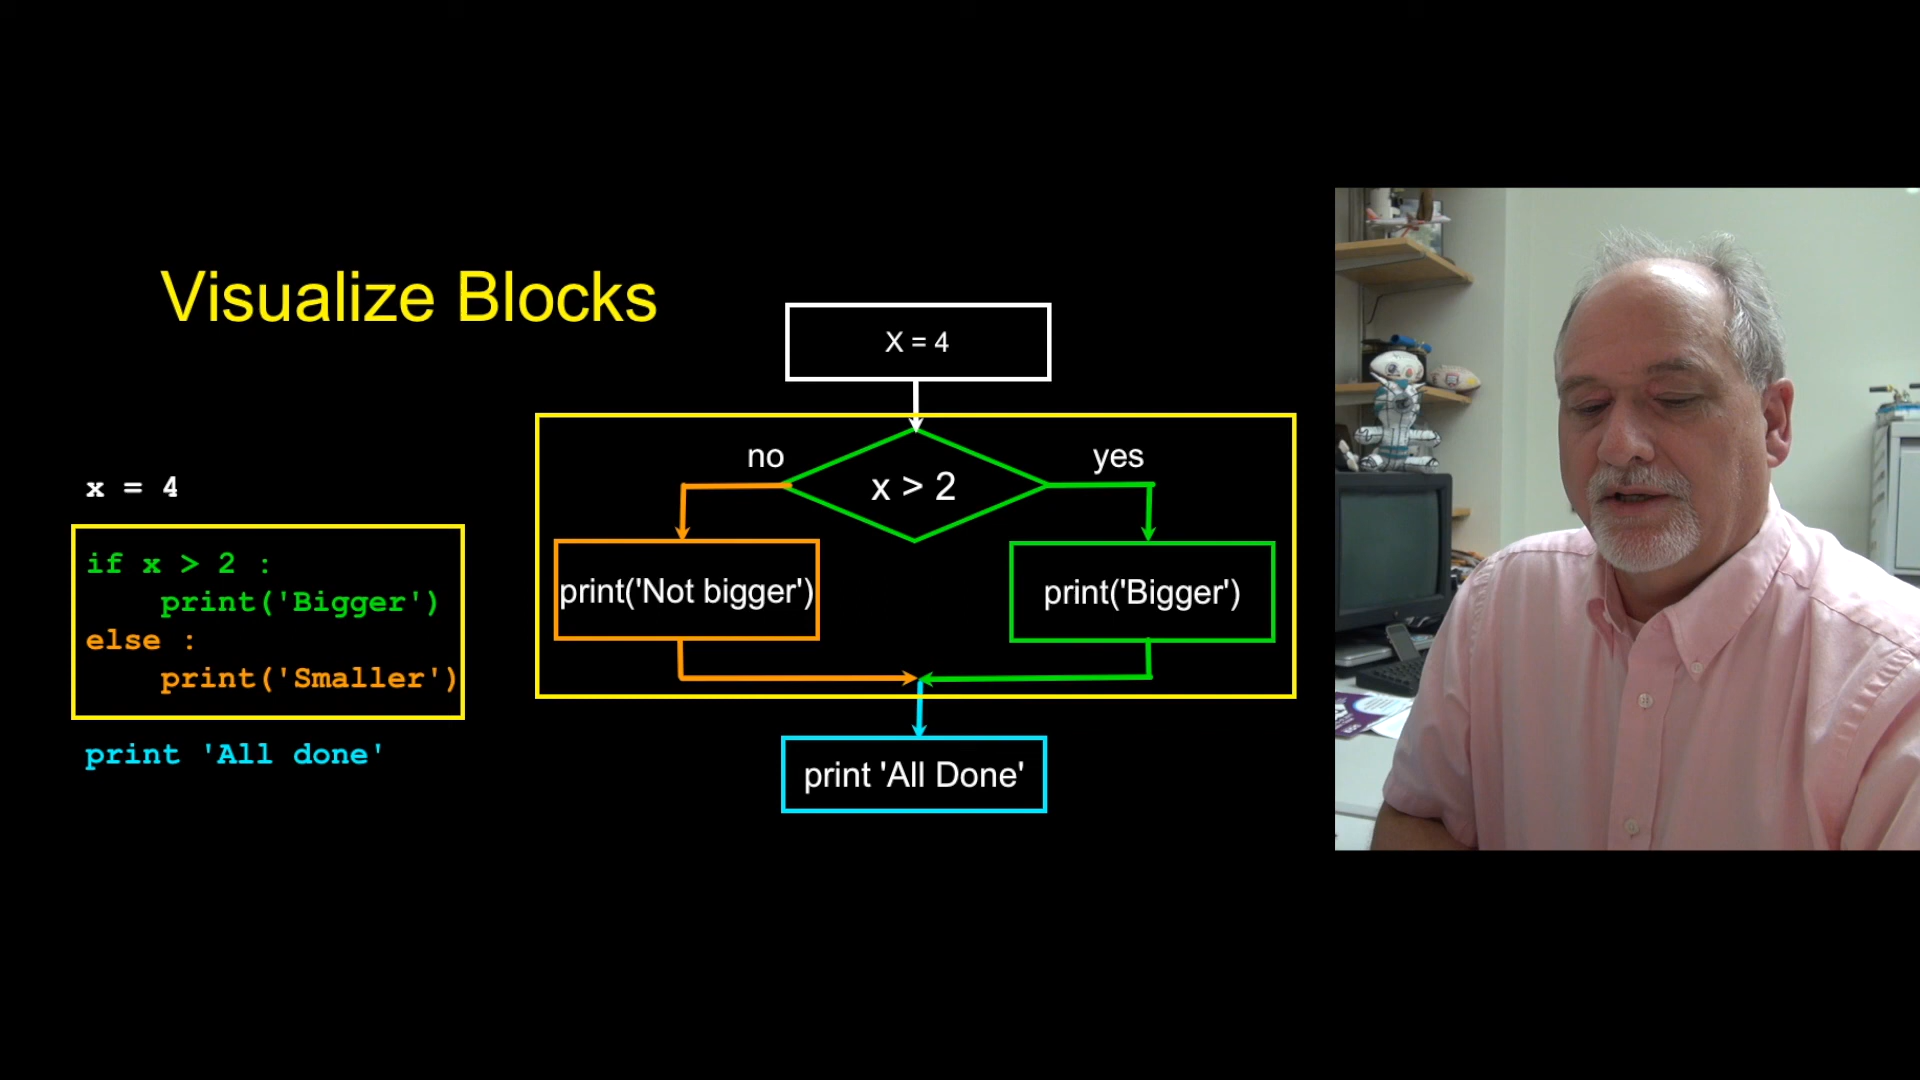 Visualize Blocks
x = 4
if x > 2 :
    print('Bigger')
else :
    print('Smaller')
print 'All done'
X = 4
no
x > 2
yes
print('Not bigger')
print('Bigger')
print 'All Done'